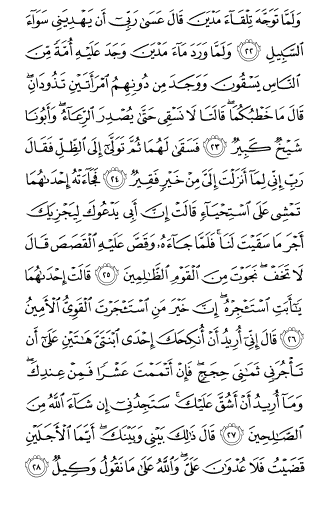 وَلَمَّا تَوَجَّهَ تِلْقَآءَ مَدْيَنَ قَالَ عَسَىٰ رَبِّىٓ أَن يَهْدِيَنِى سَوَآءَ
ٱلسَّبِيلِ ٢٢ وَلَمَّا وَرَدَ مَآءَ مَدْيَنَ وَجَدَ عَلَيْهِ أُمَّةً مِّنَ
ٱلنَّاسِ يَسْقُونَ وَوَجَدَ مِن دُونِهِمُ ٱمْرَأَتَيْنِ تَذُودَانِ ۖ
قَالَ مَا خَطْبُكُمَا ۖ قَالَتَا لَا نَسْقِى حَتَّىٰ يُصْدِرَ ٱلرِّعَآءُ ۖ وَأَبُونَا
شَيْخٌ كَبِيرٌ ٢٣ فَسَقَىٰ لَهُمَا ثُمَّ تَوَلَّىٰٓ إِلَى ٱلظِّلِّ فَقَالَ
رَبِّ إِنِّى لِمَآ أَنزَلْتَ إِلَىَّ مِنْ خَيْرٍ فَقِيرٌ ٢٤ فَجَآءَتْهُ إِحْدَىٰهُمَا
تَمْشِى عَلَى ٱسْتِحْيَآءٍ قَالَتْ إِنَّ أَبِى يَدْعُوكَ لِيَجْزِيَكَ
أَجْرَ مَا سَقَيْتَ لَنَا ۚ فَلَمَّا جَآءَهُۥ وَقَصَّ عَلَيْهِ ٱلْقَصَصَ قَالَ
لَا تَخَفْ ۖ نَجَوْتَ مِنَ ٱلْقَوْمِ ٱلظَّٰلِمِينَ ٢٥ قَالَتْ إِحْدَىٰهُمَا
يَٰٓأَبَتِ ٱسْتَـْٔجِرْهُ ۖ إِنَّ خَيْرَ مَنِ ٱسْتَـْٔجَرْتَ ٱلْقَوِىُّ ٱلْأَمِينُ
٢٦ قَالَ إِنِّىٓ أُرِيدُ أَنْ أُنكِحَكَ إِحْدَى ٱبْنَتَىَّ هَٰتَيْنِ عَلَىٰٓ أَن
تَأْجُرَنِى ثَمَٰنِىَ حِجَجٍ ۖ فَإِنْ أَتْمَمْتَ عَشْرًا فَمِنْ عِندِكَ ۖ
وَمَآ أُرِيدُ أَنْ أَشُقَّ عَلَيْكَ ۚ سَتَجِدُنِىٓ إِن شَآءَ ٱللَّهُ مِنَ
ٱلصَّٰلِحِينَ ٢٧ قَالَ ذَٰلِكَ بَيْنِى وَبَيْنَكَ ۖ أَيَّمَا ٱلْأَجَلَيْنِ
قَضَيْتُ فَلَا عُدْوَٰنَ عَلَىَّ ۖ وَٱللَّهُ عَلَىٰ مَا نَقُولُ وَكِيلٌ ٢٨